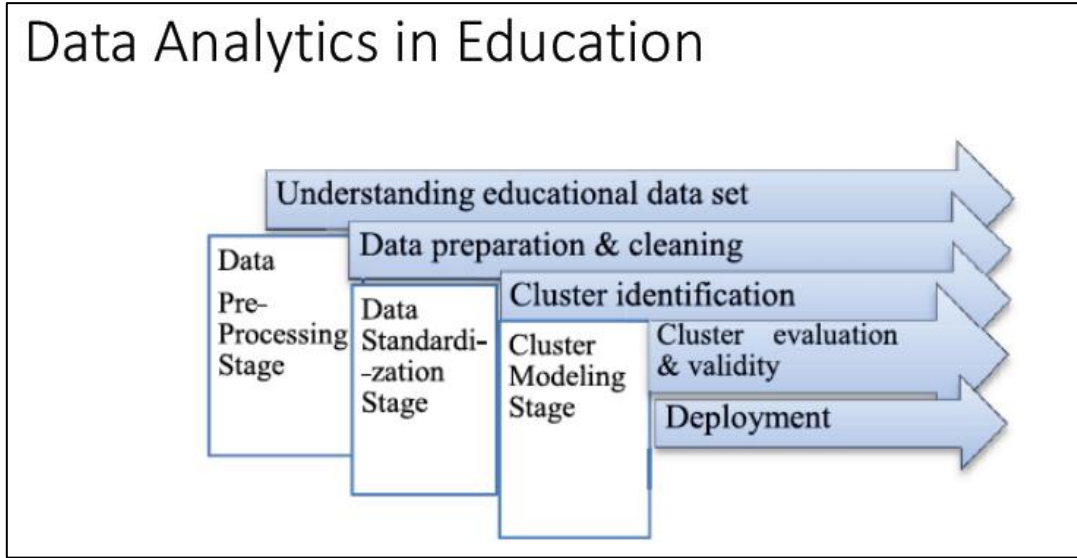 Data Analytics in Education
Understanding educational data set
Data preparation & cleaning
Cluster identification
Cluster evaluation
& validity
Deployment
Data
Pre-
Processing
Stage
Data
Standardi-
-zation
Stage
Cluster
Modeling
Stage